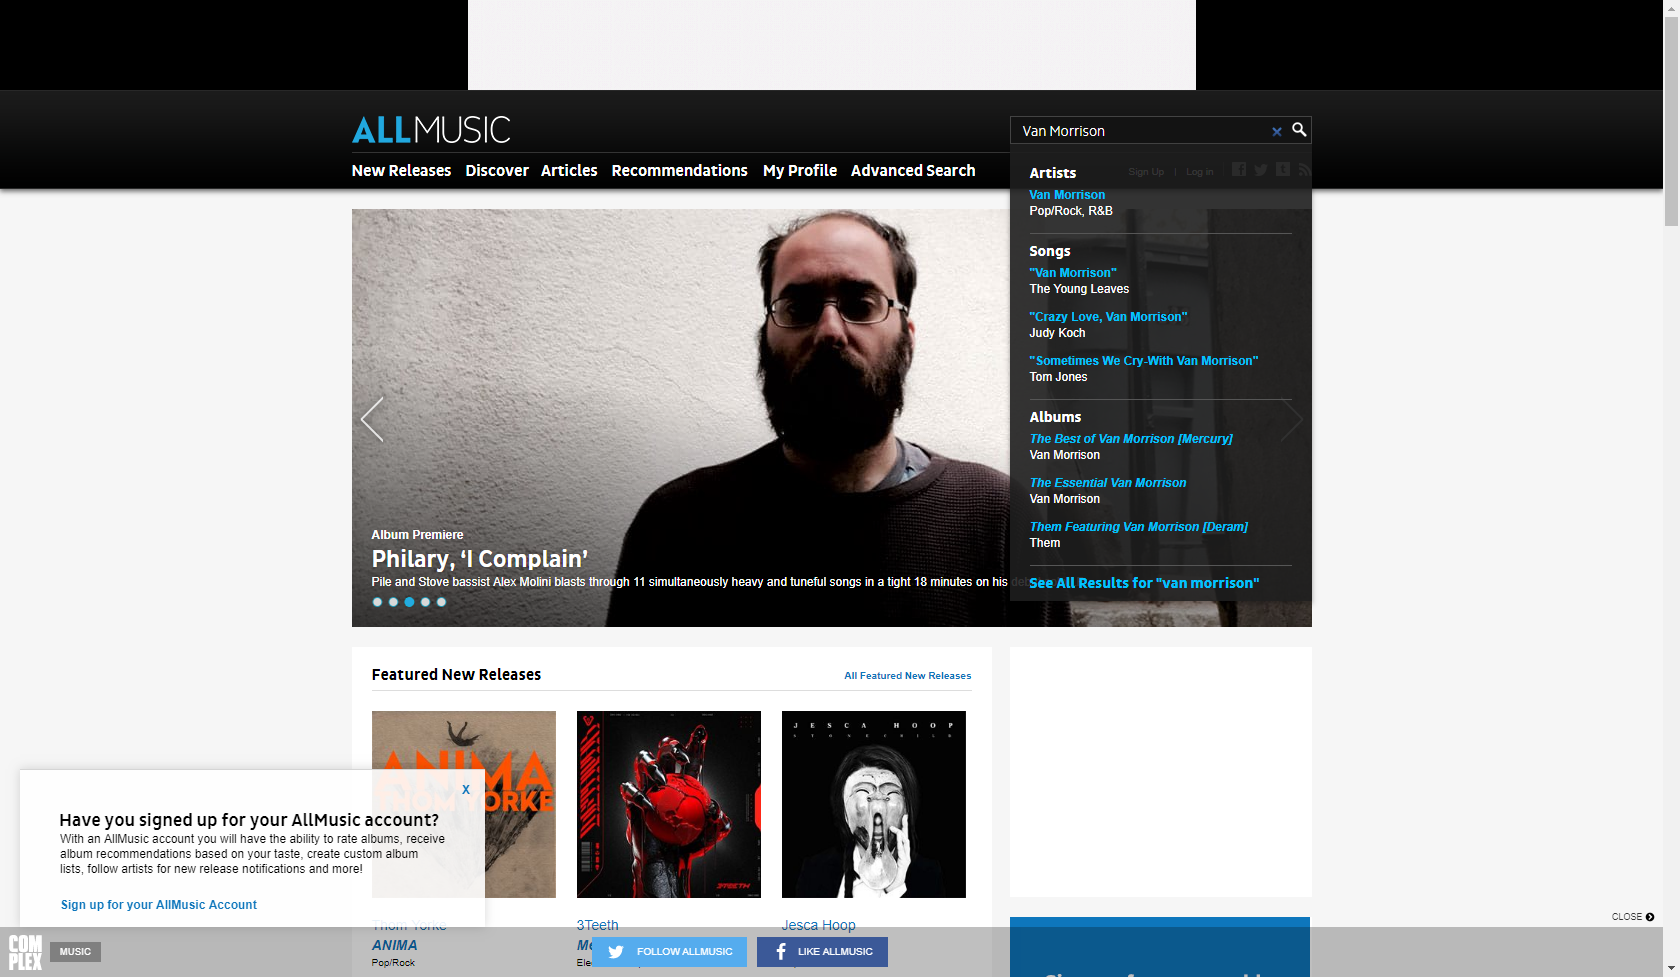 ALLMUSIC
Van Morrison
New Releases Discover Articles Recommendations My Profile Advanced Search
Sign Up | Log in
Artists
Van Morrison
Pop/Rock, R&B
Songs
"Van Morrison"
The Young Leaves
"Crazy Love, Van Morrison"
Judy Koch
"Sometimes We Cry-With Van Morrison"
Tom Jones
Albums
The Best of Van Morrison [Mercury]
Van Morrison
The Essential Van Morrison
Van Morrison
Them Featuring Van Morrison [Deram]
Them
See All Results for "van morrison"
Album Premiere
Philary, ‘I Complain’
Pile and Stove bassist Alex Molini blasts through 11 simultaneously heavy and tuneful songs in a tight 18 minutes on his
Featured New Releases
All Featured New Releases
ANIMA
THOM YORKE
3TEETH
JESCA HOOP
STONECHILD
X
Have you signed up for your AllMusic account?
With an AllMusic account you will have the ability to rate albums, receive
album recommendations based on your taste, create custom album
lists, follow artists for new release notifications and more!
Sign up for your AllMusic Account
Thom Yorke
ANIMA
Pop/Rock
3Teeth
Jesca Hoop
CLOSE
COMPLEX
MUSIC
FOLLOW ALLMUSIC
LIKE ALLMUSIC